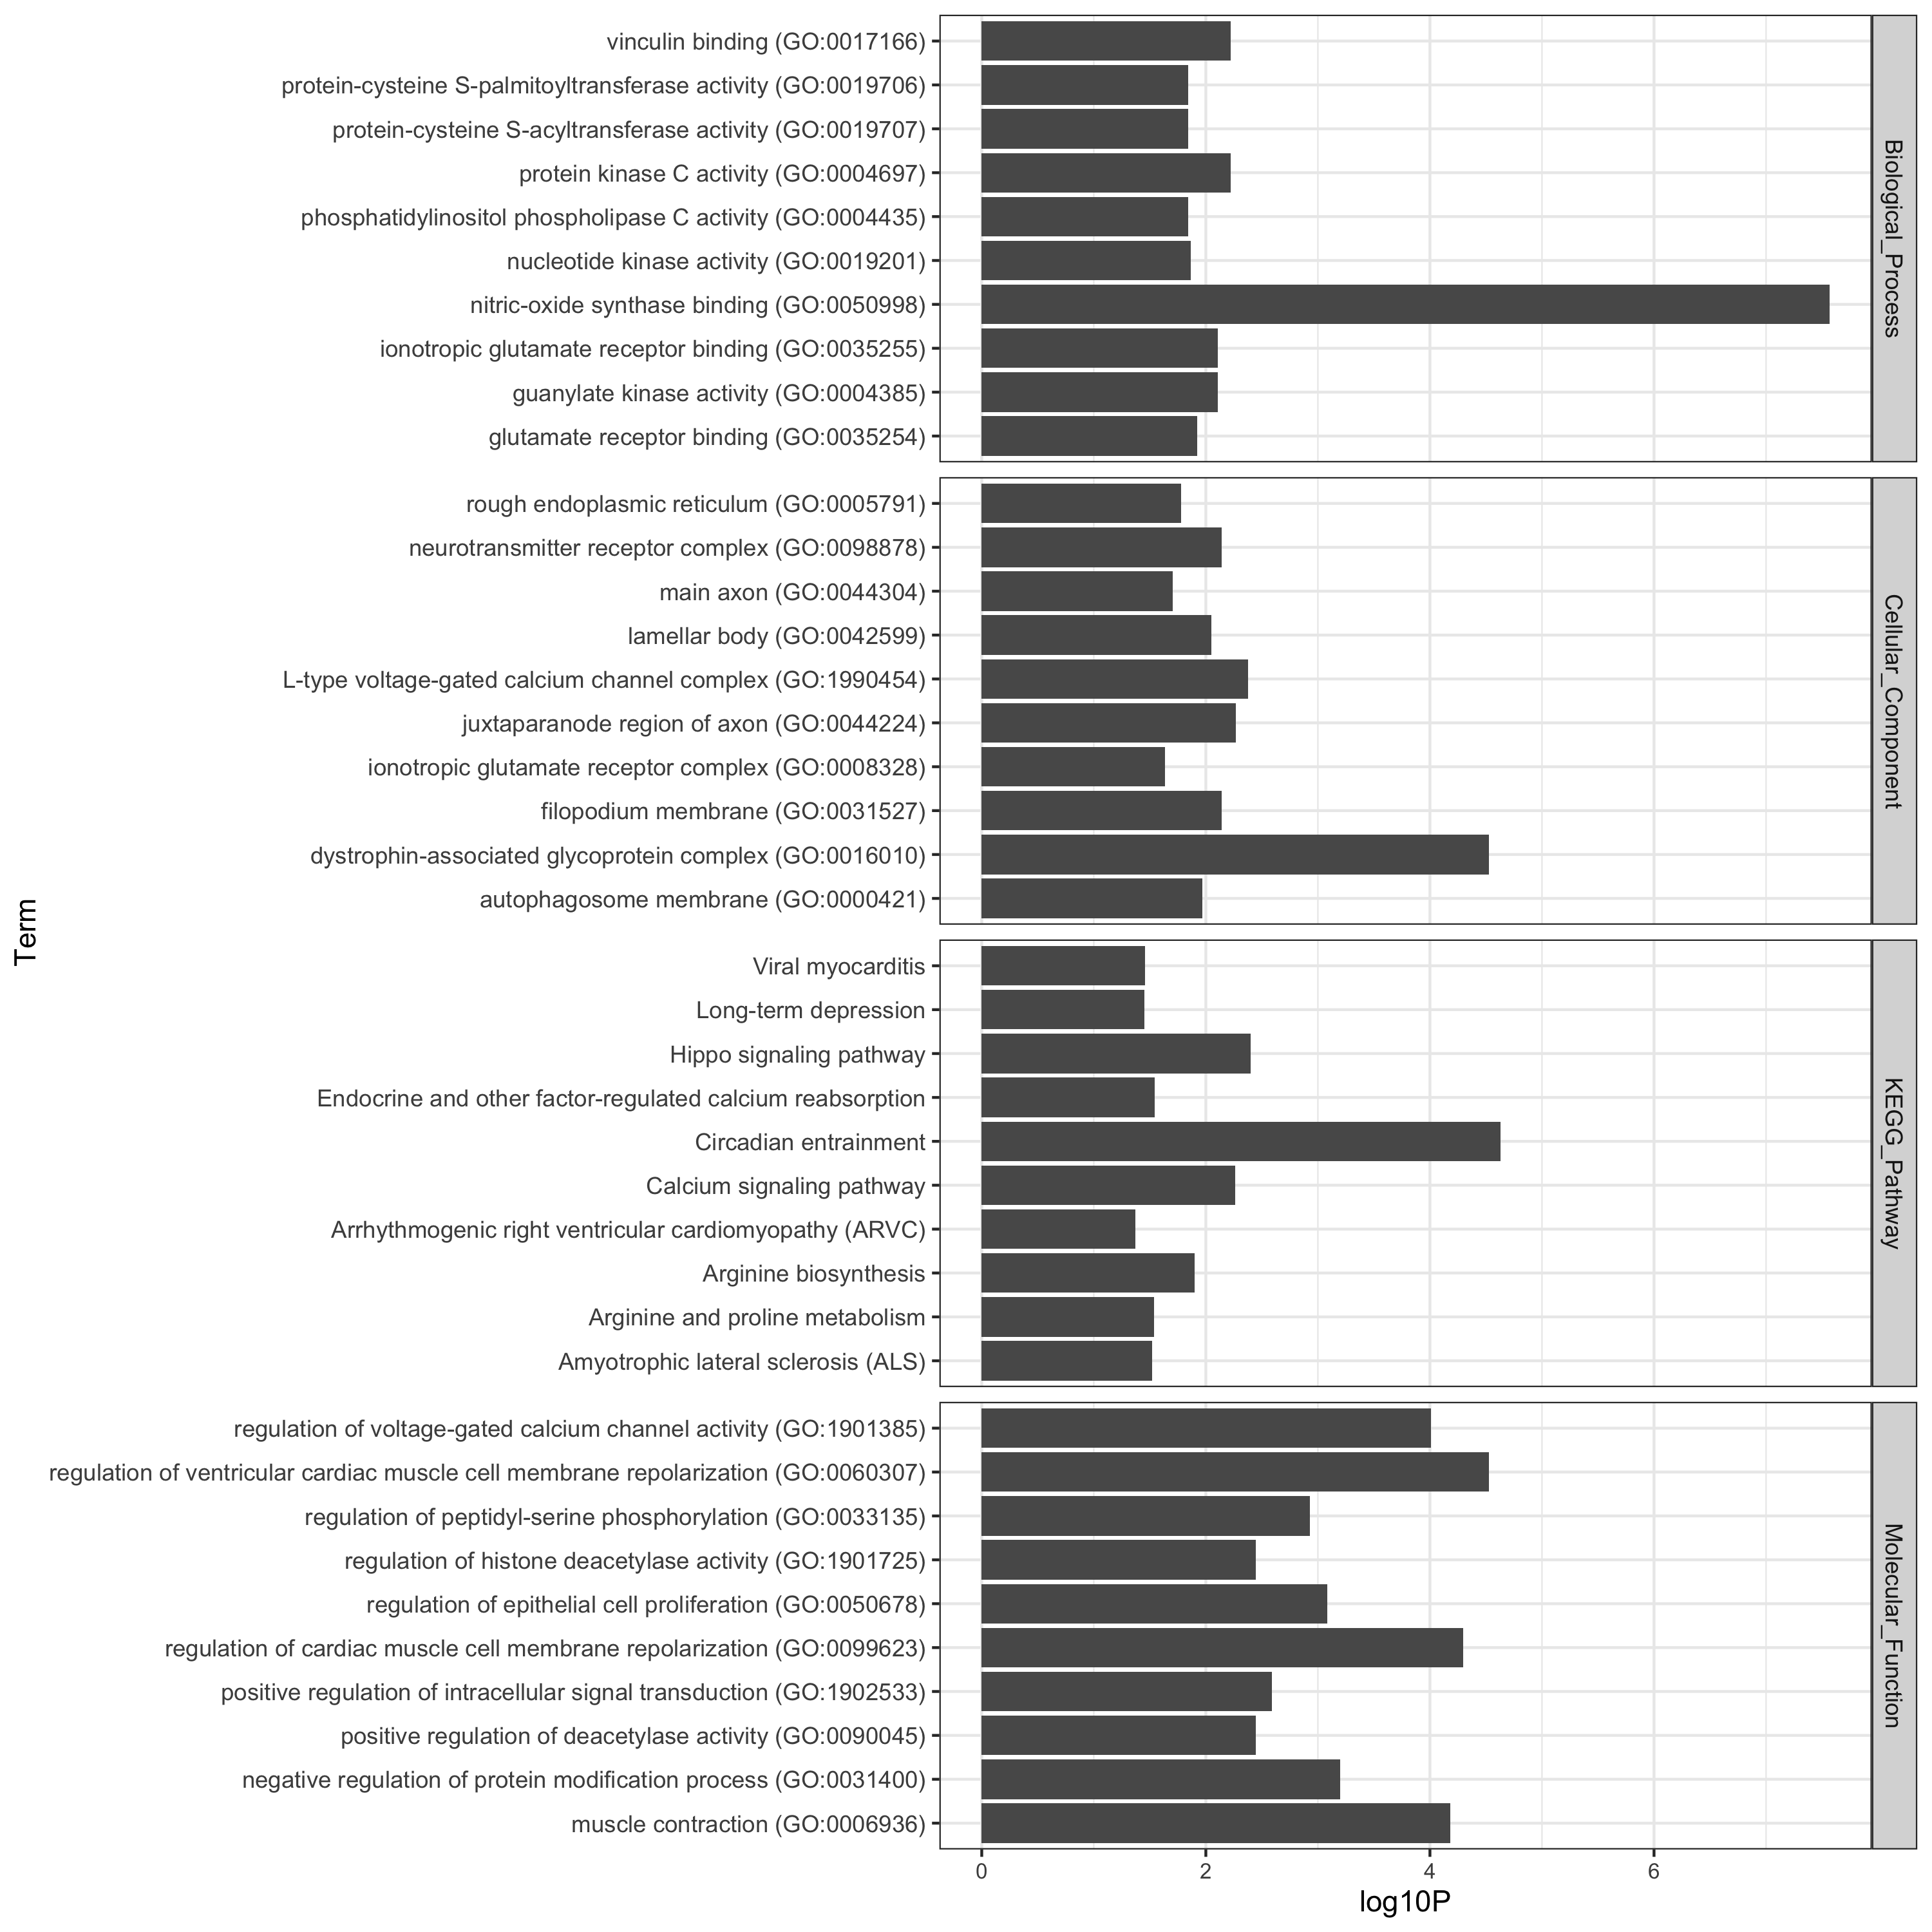 vinculin binding (GO:0017166)
protein-cysteine S-palmitoyltransferase activity (GO:0019706)
protein-cysteine S-acyltransferase activity (GO:0019707)
protein kinase C activity (GO:0004697)
phosphatidylinositol phospholipase C activity (GO:0004435)
nucleotide kinase activity (GO:0019201)
nitric-oxide synthase binding (GO:0050998)
ionotropic glutamate receptor binding (GO:0035255)
guanylate kinase activity (GO:0004385)
glutamate receptor binding (GO:0035254)
Biological_Process
rough endoplasmic reticulum (GO:0005791)
neurotransmitter receptor complex (GO:0098878)
main axon (GO:0044304)
lamellar body (GO:0042599)
L-type voltage-gated calcium channel complex (GO:1990454)
juxtaparanode region of axon (GO:0044224)
ionotropic glutamate receptor complex (GO:0008328)
filopodium membrane (GO:0031527)
dystrophin-associated glycoprotein complex (GO:0016010)
autophagosome membrane (GO:0000421)
Cellular_Component
Term
Viral myocarditis
Long-term depression
Hippo signaling pathway
Endocrine and other factor-regulated calcium reabsorption
Circadian entrainment
Calcium signaling pathway
Arrhythmogenic right ventricular cardiomyopathy (ARVC)
Arginine biosynthesis
Arginine and proline metabolism
Amyotrophic lateral sclerosis (ALS)
KEGG_Pathway
regulation of voltage-gated calcium channel activity (GO:1901385)
regulation of ventricular cardiac muscle cell membrane repolarization (GO:0060307)
regulation of peptidyl-serine phosphorylation (GO:0033135)
regulation of histone deacetylase activity (GO:1901725)
regulation of epithelial cell proliferation (GO:0050678)
regulation of cardiac muscle cell membrane repolarization (GO:0099623)
positive regulation of intracellular signal transduction (GO:1902533)
positive regulation of deacetylase activity (GO:0090045)
negative regulation of protein modification process (GO:0031400)
muscle contraction (GO:0006936)
Molecular_Function
0 2 4 6
log10P